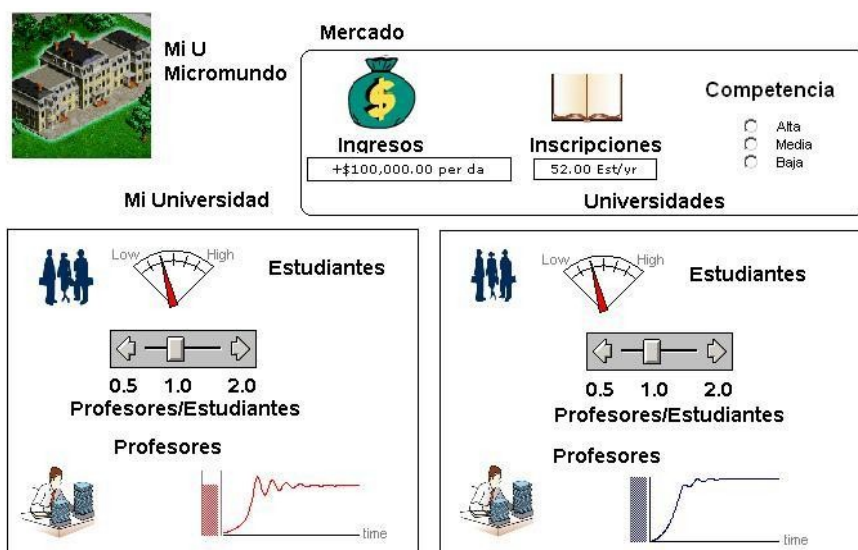 Mi U
Micromundo
Mercado
$
Ingresos
+$100,000.00 per da
Inscripciones
52.00 Est/yr
Competencia
Alta
Media
Baja
Mi Universidad
Universidades
Low
High
Estudiantes
0.5 1.0 2.0
Profesores/Estudiantes
Profesores
time
Low
High
Estudiantes
0.5 1.0 2.0
Profesores/Estudiantes
Profesores
time